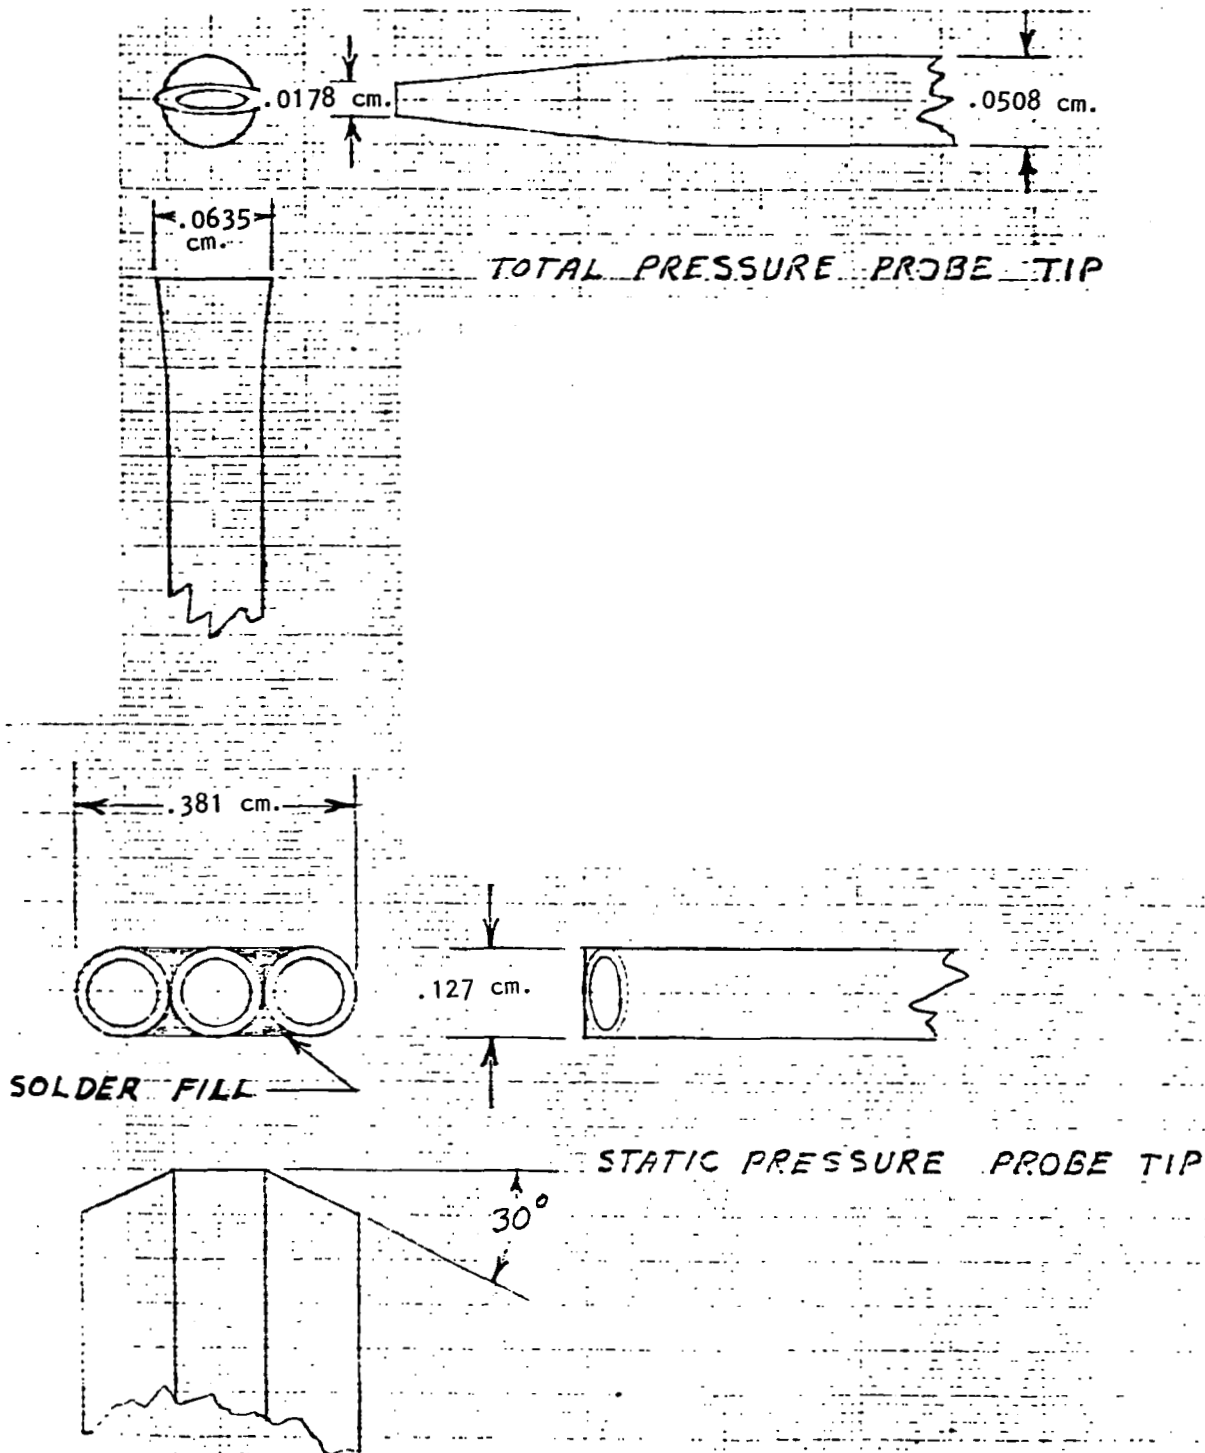 .0178 cm.
.0508 cm.
.0635
cm.
TOTAL PRESSURE PROBE TIP
.381 cm.
.127 cm.
SOLDER FILL
STATIC PRESSURE PROBE TIP
30°